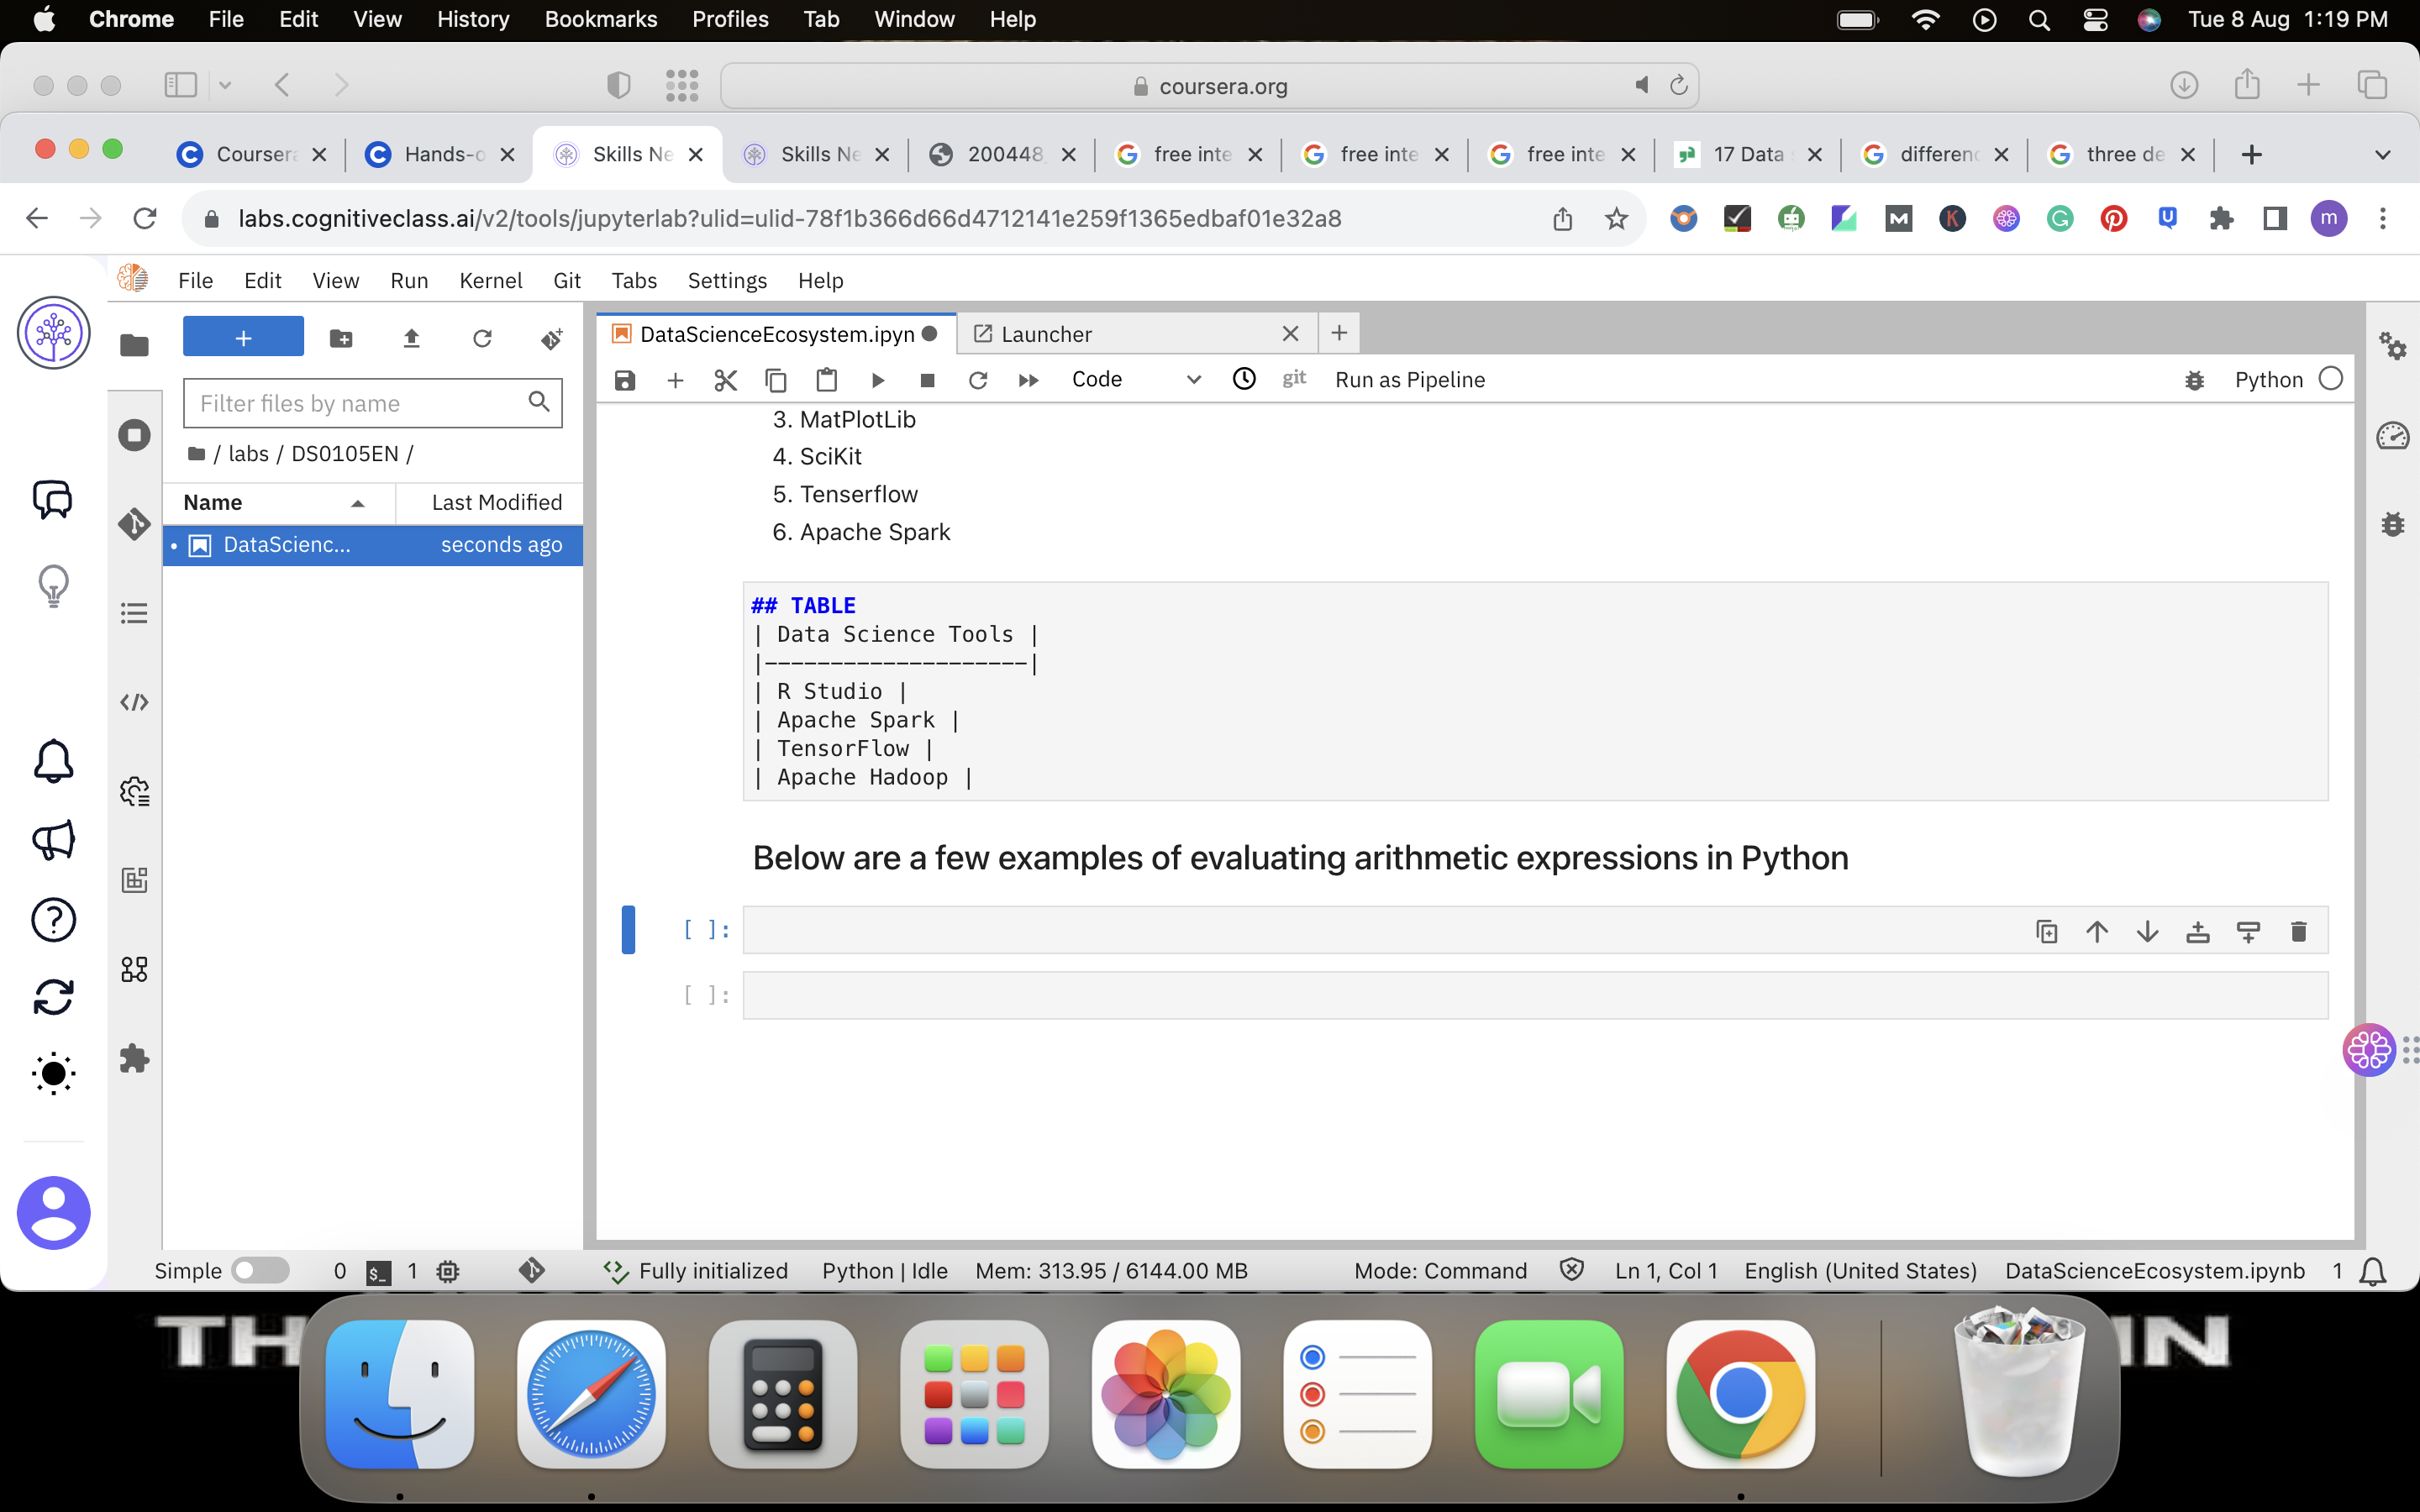 Chrome File Edit View History Bookmarks Profiles Tab Window Help Tue 8 Aug 1:19 PM
coursera.org
Coursera Hands-o Skills Ne Skills Ne 200448 free inte free inte free inte 17 Data differenc three de
labs.cognitiveclass.ai/v2/tools/jupyterlab?ulid=ulid-78f1b366d66d4712141e259f1365edbaf01e32a8
File Edit View Run Kernel Git Tabs Settings Help
DataScienceEcosystem.ipyn Launcher
Code git Run as Pipeline Python
Filter files by name
/ labs / DS0105EN /
Name Last Modified
DataScienc... seconds ago
3. MatPlotLib
4. SciKit
5. Tenserflow
6. Apache Spark
## TABLE
| Data Science Tools |
|--------------------|
| R Studio |
| Apache Spark |
| TensorFlow |
| Apache Hadoop |
Below are a few examples of evaluating arithmetic expressions in Python
[ ]:
[ ]:
Simple 0 $_ 1 Fully initialized Python | Idle Mem: 313.95 / 6144.00 MB Mode: Command Ln 1, Col 1 English (United States) DataScienceEcosystem.ipynb 1
TH IN